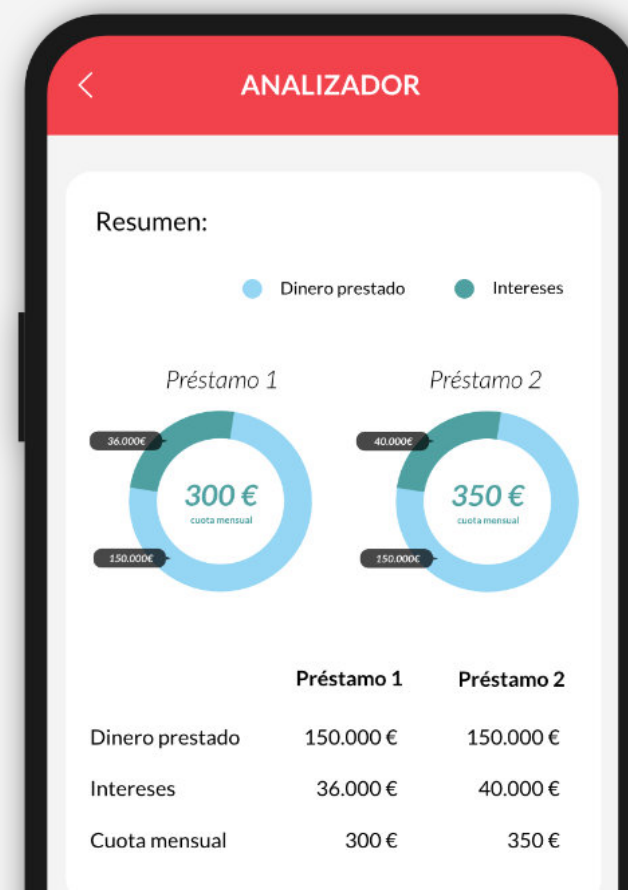 ANALIZADOR
Resumen:
Dinero prestado Intereses
Préstamo 1 Préstamo 2
36.000€ 40.000€
300 € 350 €
cuota mensual cuota mensual
150.000€ 150.000€
Préstamo 1 Préstamo 2
Dinero prestado 150.000 € 150.000 €
Intereses 36.000 € 40.000 €
Cuota mensual 300 € 350 €